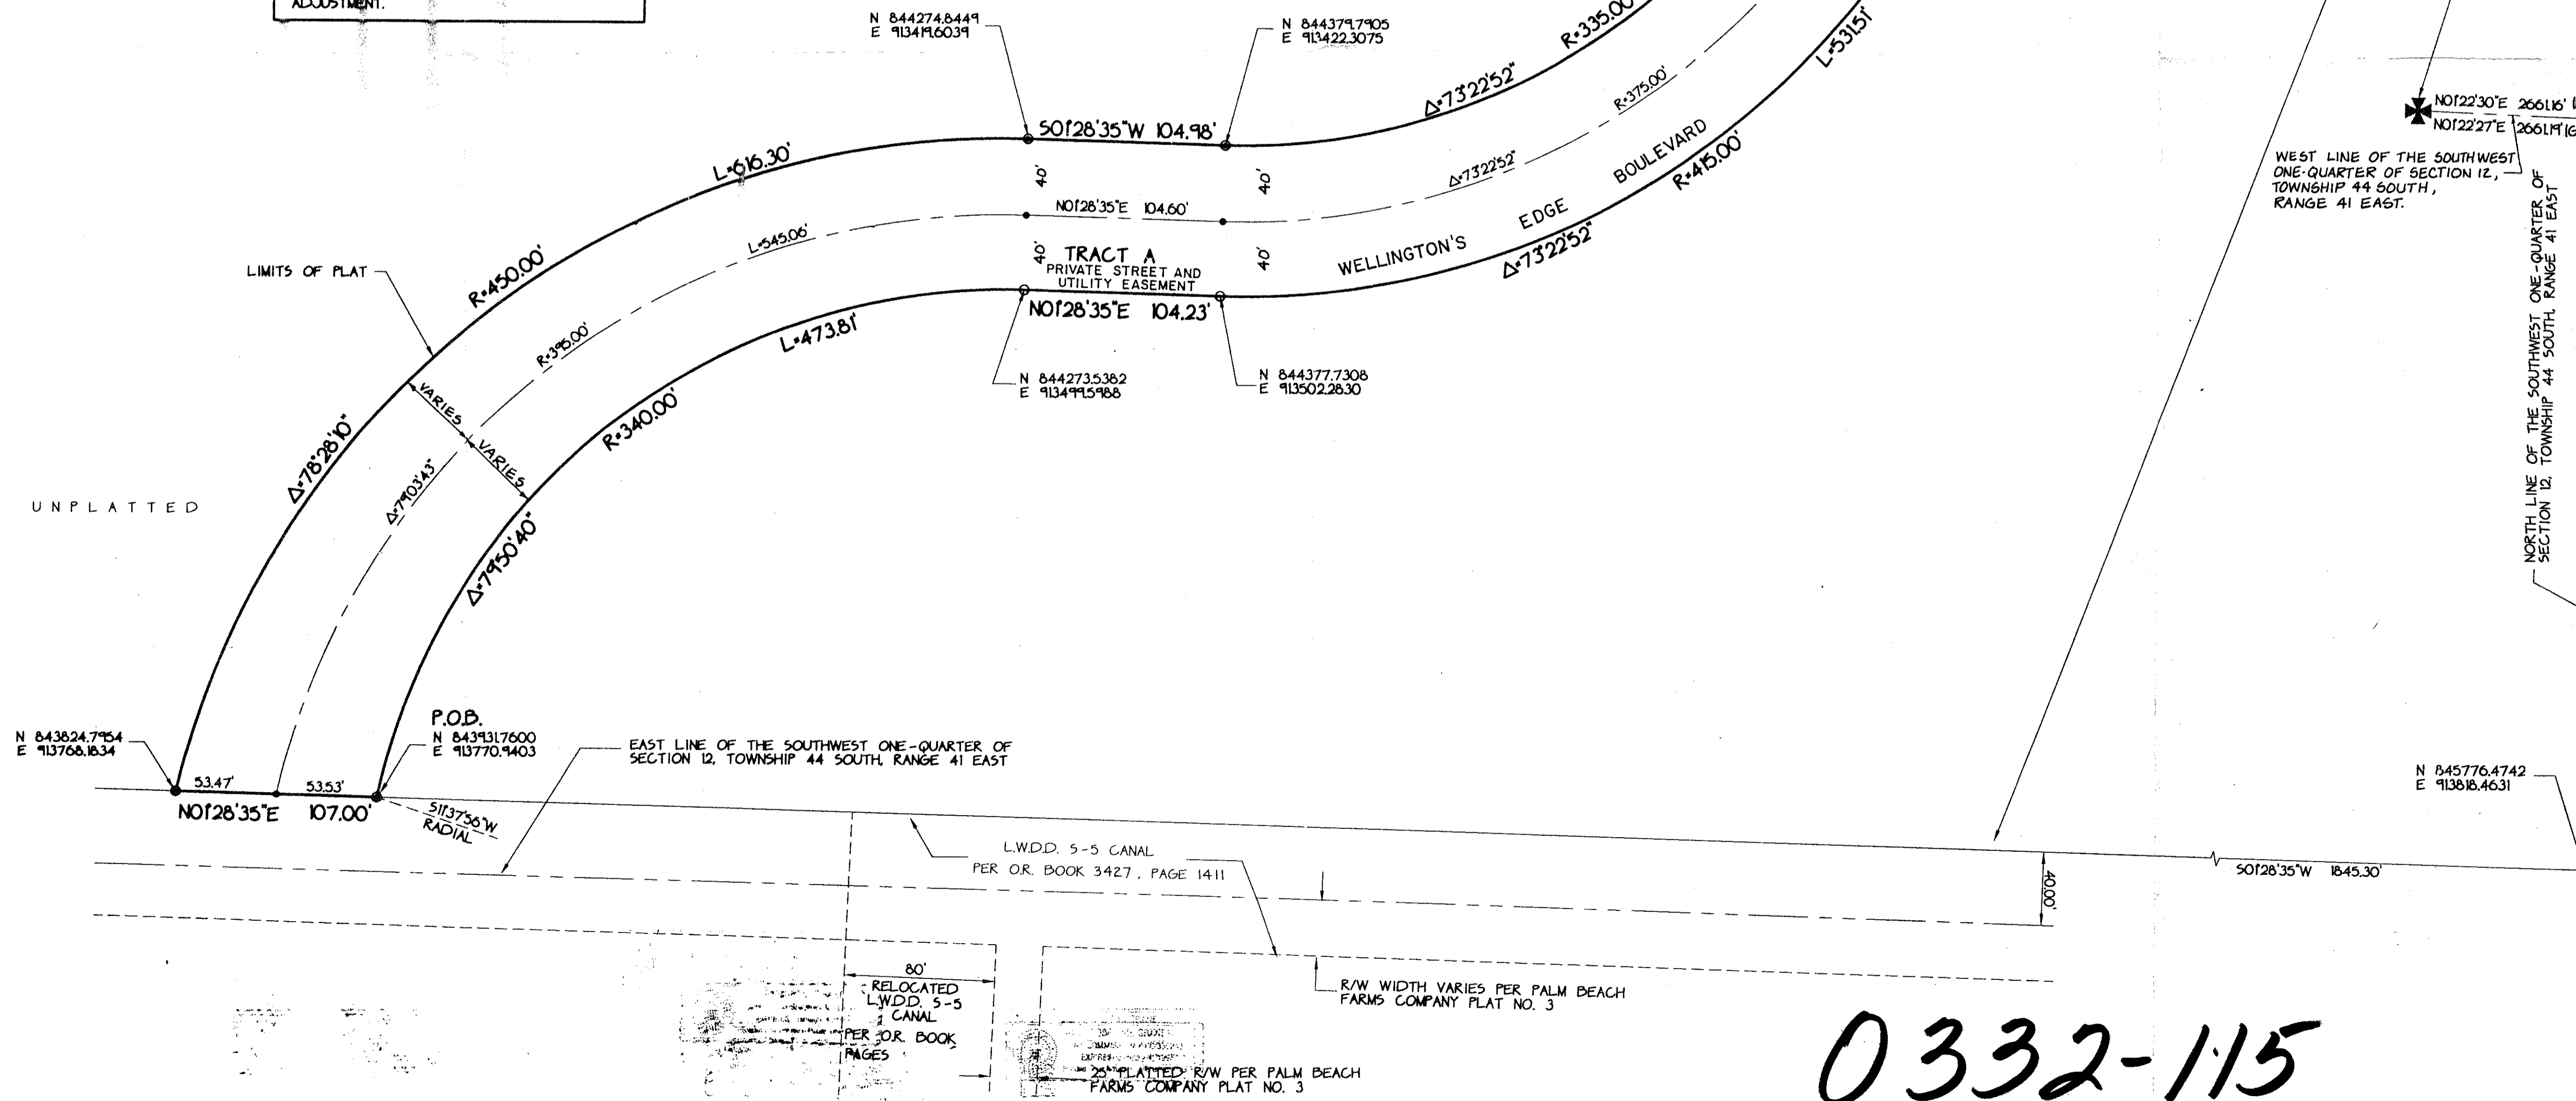 ADJUSTMENT.
N 844274.8449
E 913419.6039
N 844379.7905
E 913422.3075
R=335.00'
L=531.51'
R=375.00'
Δ=73°22'52"
Δ=73°22'52"
S01°28'35"W 104.98'
L=616.30'
40'
40'
N01°28'35"E 104.60'
BOULEVARD
R=415.00'
EDGE
WELLINGTON'S
Δ=73°22'52"
N01°22'30"E 2661.16'
N01°22'27"E 2661.19'
WEST LINE OF THE SOUTHWEST
ONE-QUARTER OF SECTION 12,
TOWNSHIP 44 SOUTH,
RANGE 41 EAST.
NORTH LINE OF THE SOUTHWEST ONE-QUARTER OF
SECTION 12, TOWNSHIP 44 SOUTH, RANGE 41 EAST
L=545.06'
40'
40'
TRACT A
PRIVATE STREET AND
UTILITY EASEMENT
N01°28'35"E 104.23'
LIMITS OF PLAT
R=450.00'
R=395.00'
L=473.81'
N 844273.5382
E 913499.5988
N 844377.7308
E 913502.2830
VARIES
VARIES
R=340.00'
Δ=78°28'10"
Δ=79°03'43"
Δ=79°50'40"
UNPLATTED
P.O.B.
N 843931.7600
E 913770.9403
N 843824.7954
E 913768.1834
EAST LINE OF THE SOUTHWEST ONE-QUARTER OF
SECTION 12, TOWNSHIP 44 SOUTH, RANGE 41 EAST
53.47'
53.53'
N01°28'35"E 107.00'
S11°37'56"W
RADIAL
N 845776.4742
E 913818.4631
L.W.D.D. S-5 CANAL
PER O.R. BOOK 3427, PAGE 1411
40.00'
S01°28'35"W 1845.30'
80'
RELOCATED
L.W.D.D. S-5
CANAL
PER O.R. BOOK
PAGES
R/W WIDTH VARIES PER PALM BEACH
FARMS COMPANY PLAT NO. 3
25' PLATTED R/W PER PALM BEACH
FARMS COMPANY PLAT NO. 3
0332-115